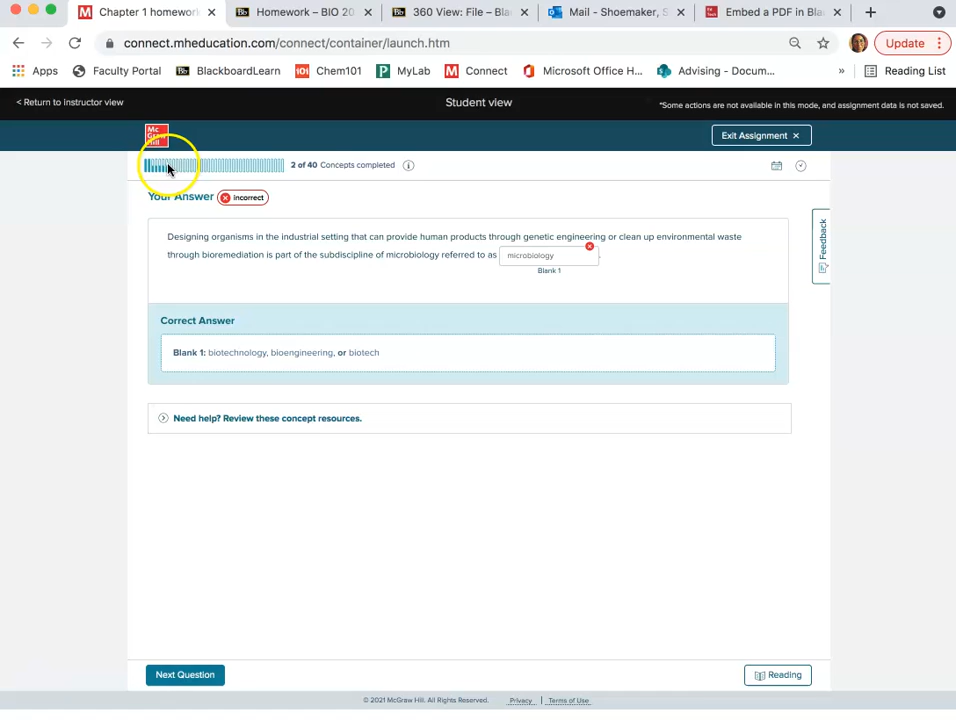 Chapter 1 homewor
Homework – BIO 20
360 View: File – Bla
Mail - Shoemaker, S
Embed a PDF in Bla
connect.mheducation.com/connect/container/launch.htm
Update
Apps
Faculty Portal
BlackboardLearn
Chem101
MyLab
Connect
Microsoft Office H...
Advising - Docum...
»
Reading List
< Return to instructor view
Student view
*Some actions are not available in this mode, and assignment data is not saved.
Mc
Graw
Hill
Exit Assignment ×
2 of 40 Concepts completed
Your Answer
incorrect
Designing organisms in the industrial setting that can provide human products through genetic engineering or clean up environmental waste
through bioremediation is part of the subdiscipline of microbiology referred to as microbiology .
Blank 1
Feedback
Correct Answer
Blank 1: biotechnology, bioengineering, or biotech
Need help? Review these concept resources.
Next Question
Reading
© 2021 McGraw Hill. All Rights Reserved. Privacy | Terms of Use